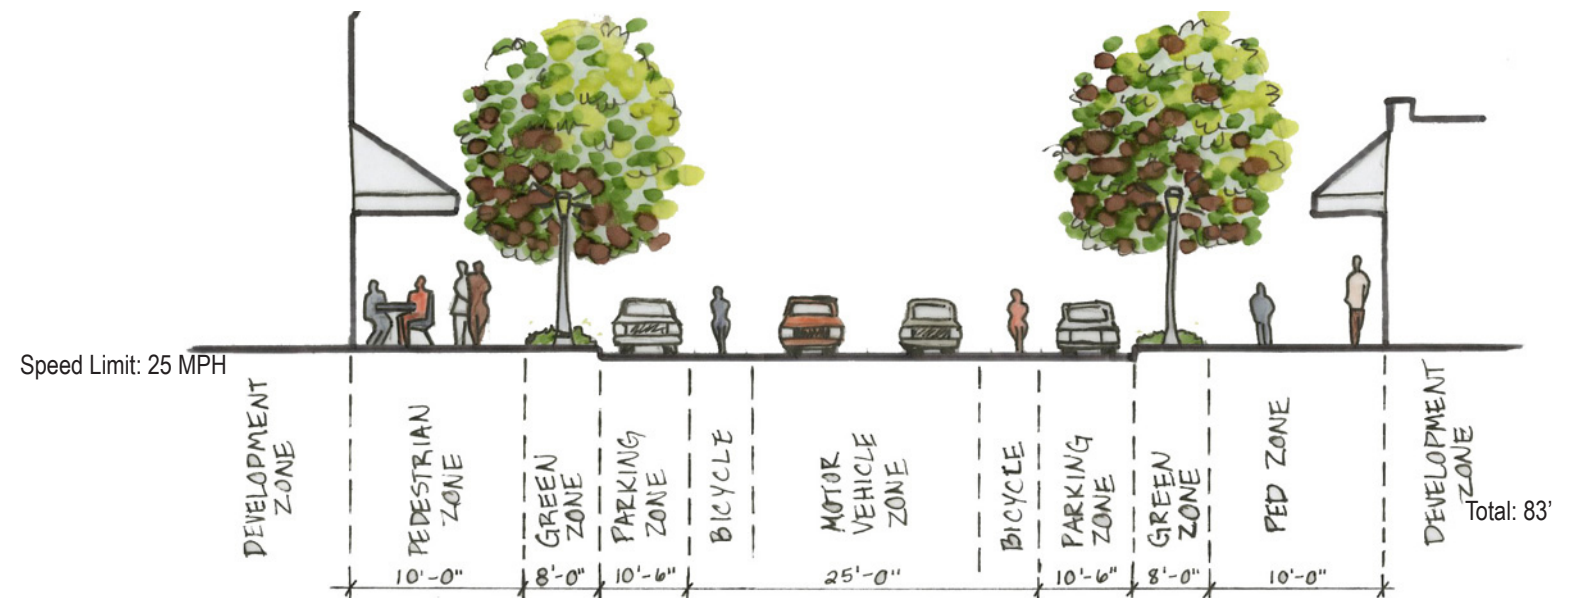 Speed Limit: 25 MPH
DEVELOPMENT
ZONE
PEDESTRIAN
ZONE
GREEN
ZONE
PARKING
ZONE
BICYCLE
MOTOR
VEHICLE
ZONE
BICYCLE
PARKING
ZONE
GREEN
ZONE
PED ZONE
DEVELOPMENT
ZONE
Total: 83'
10'-0"
8'-0"
10'-6"
25'-0"
10'-6"
8'-0"
10'-0"